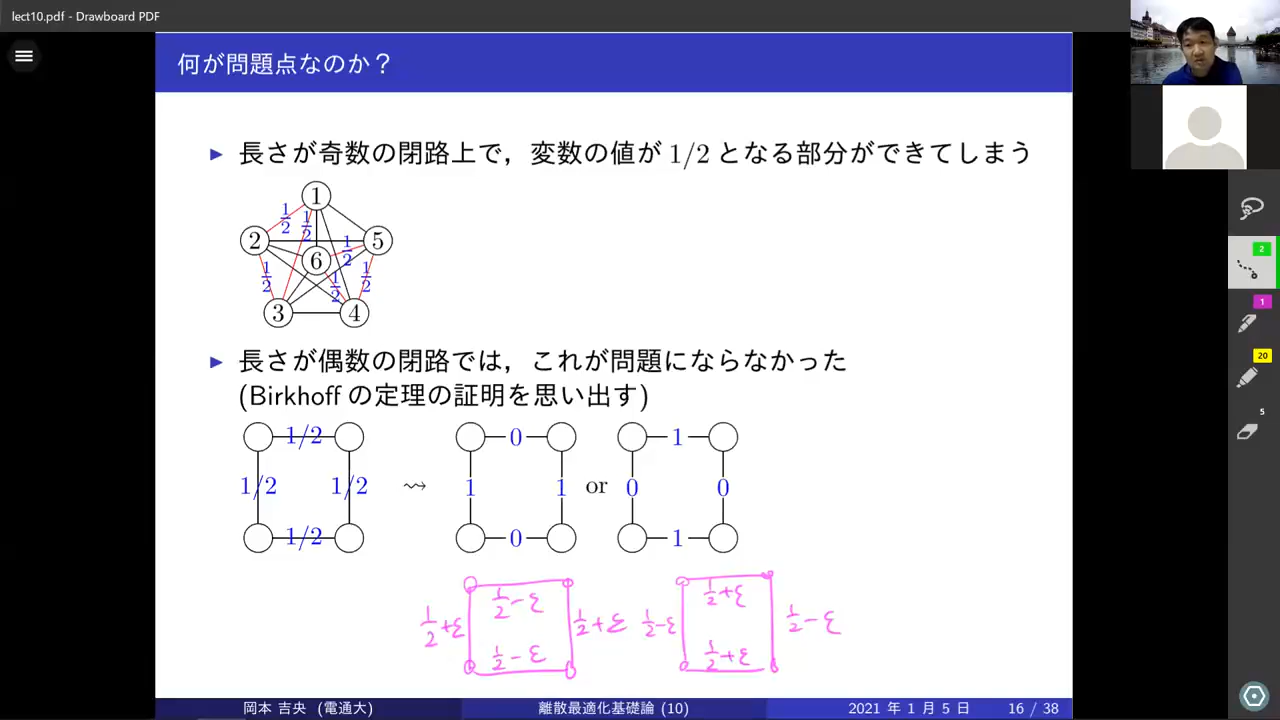 lect10.pdf - Drawboard PDF
何が問題点なのか？
▶ 長さが奇数の閉路上で，変数の値が 1/2 となる部分ができてしまう
1
1/2 1/2
2 1/2 5
6
1/2 1/2 1/2
3 4
▶ 長さが偶数の閉路では，これが問題にならなかった
(Birkhoff の定理の証明を思い出す)
1/2 0 1
1/2 1/2 ⇝ 1 1 or 0 0
1/2 0 1
1/2-ε 1/2+ε
1/2+ε 1/2+ε 1/2-ε 1/2-ε
1/2-ε 1/2+ε
岡本 吉央 (電通大) 離散最適化基礎論 (10) 2021 年 1 月 5 日 16 / 38
2
1
20
5